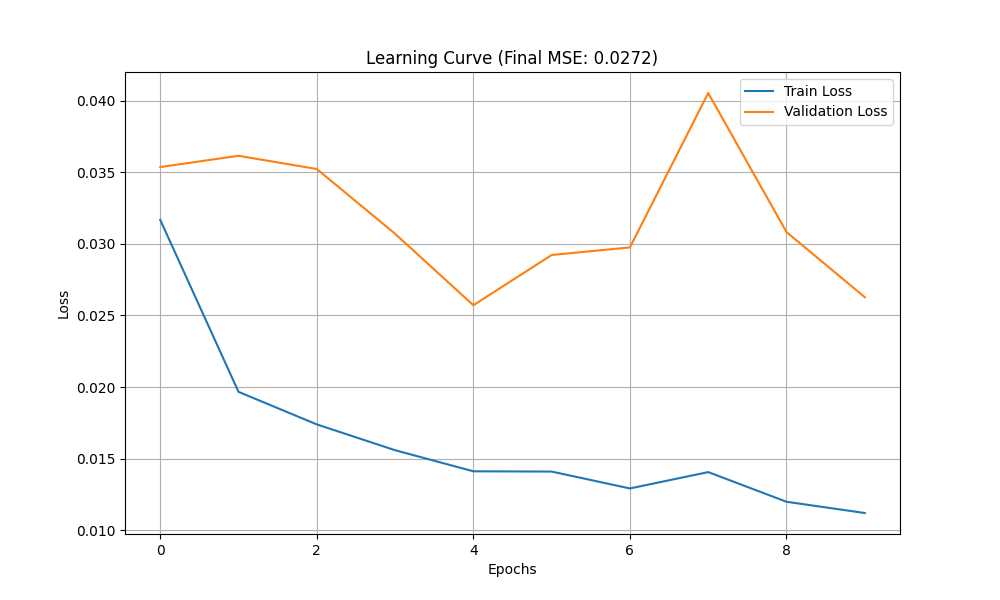 Learning Curve (Final MSE: 0.0272)
Train Loss
Validation Loss
0.040
0.035
0.030
0.025
0.020
0.015
0.010
Loss
0 2 4 6 8
Epochs